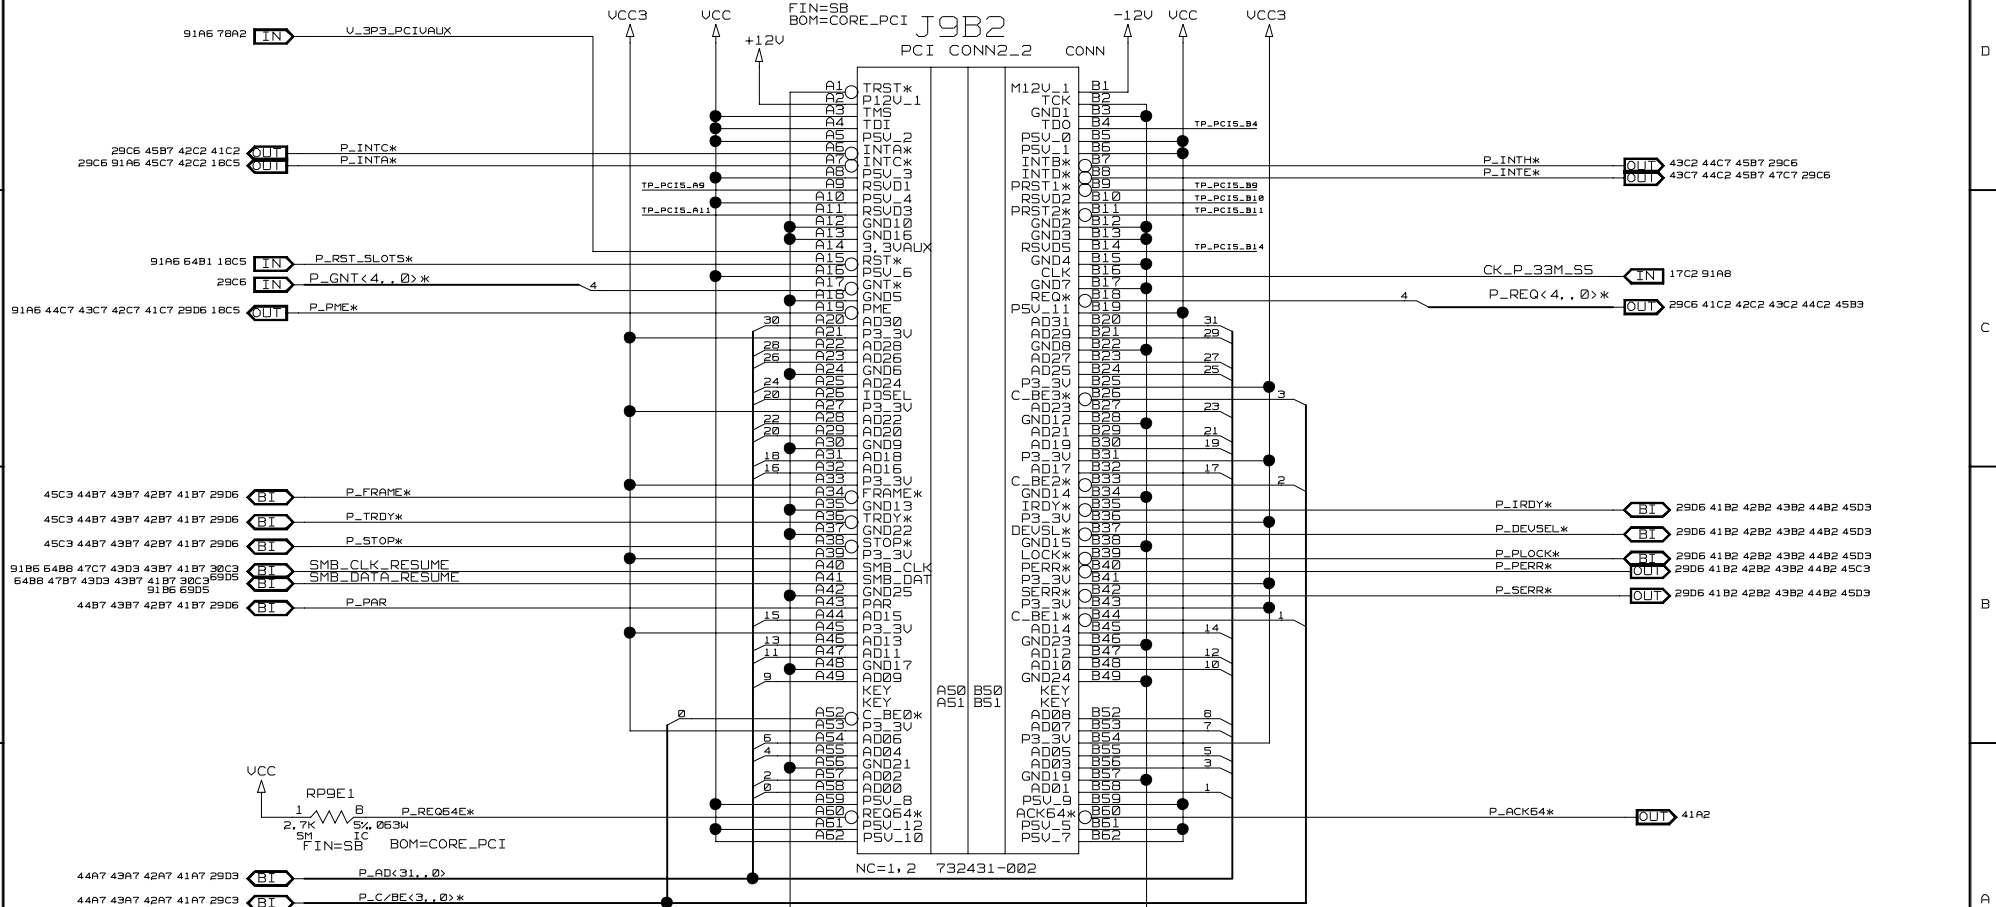 FIN=SB
BOM=CORE_PCI
J9B2
PCI CONN2_2 CONN
VCC3 VCC +12V -12V VCC VCC3
91A6 78A2 IN V_3P3_PCIVAUX
D
A1 TRST* M12V_1 B1
A2 P12V_1 TCK B2
A3 TMS GND1 B3
A4 TDI TDO B4 TP_PCI5_B4
A5 P5V_2 P5V_0 B5
29C6 45B7 42C2 41C2 OUT P_INTC* A6 INTA* P5V_1 B6
29C6 91A6 45C7 42C2 18C5 OUT P_INTA* A7 INTC* INTB* B7 P_INTH* OUT 43C2 44C7 45B7 29C6
A8 P5V_3 INTD* B8 P_INTE* OUT 43C7 44C2 45B7 47C7 29C6
TP_PCI5_A9 A9 RSVD1 PRST1* B9 TP_PCI5_B9
A10 P5V_4 RSVD2 B10 TP_PCI5_B10
TP_PCI5_A11 A11 RSVD3 PRST2* B11 TP_PCI5_B11
A12 GND10 GND2 B12
A13 GND16 GND3 B13
A14 3.3VAUX RSVD5 B14 TP_PCI5_B14
91A6 64B1 18C5 IN P_RST_SLOTS* A15 RST* GND4 B15
A16 P5V_6 CLK B16 CK_P_33M_S5 IN 17C2 91A8
29C6 IN P_GNT<4..0>* 4 A17 GNT* GND7 B17
A18 GND5 REQ* B18 4 P_REQ<4..0>* OUT 29C6 41C2 42C2 43C2 44C2 45B3
91A6 44C7 43C7 42C7 41C7 29D6 18C5 OUT P_PME* A19 PME P5V_11 B19
30 A20 AD30 AD31 B20 31
C
A21 P3_3V AD29 B21 29
28 A22 AD28 GND8 B22
26 A23 AD26 AD27 B23 27
A24 GND6 AD25 B24 25
24 A25 AD24 P3_3V B25
20 A26 IDSEL C_BE3* B26 3
A27 P3_3V AD23 B27 23
22 A28 AD22 GND12 B28
20 A29 AD20 AD21 B29 21
A30 GND9 AD19 B30 19
18 A31 AD18 P3_3V B31
16 A32 AD16 AD17 B32 17
A33 P3_3V C_BE2* B33 2
45C3 44B7 43B7 42B7 41B7 29D6 BI P_FRAME* A34 FRAME* GND14 B34
A35 GND13 IRDY* B35 P_IRDY* BI 29D6 41B2 42B2 43B2 44B2 45D3
45C3 44B7 43B7 42B7 41B7 29D6 BI P_TRDY* A36 TRDY* P3_3V B36
A37 GND22 DEVSL* B37 P_DEVSEL* BI 29D6 41B2 42B2 43B2 44B2 45D3
45C3 44B7 43B7 42B7 41B7 29D6 BI P_STOP* A38 STOP* GND15 B38
A39 P3_3V LOCK* B39 P_PLOCK* BI 29D6 41B2 42B2 43B2 44B2 45D3
91B6 64B8 47C7 43D3 43B7 41B7 30C3 BI SMB_CLK_RESUME A40 SMB_CLK PERR* B40 P_PERR* OUT 29D6 41B2 42B2 43B2 44B2 45C3
69D5
64B8 47B7 43D3 43B7 41B7 30C3 BI SMB_DATA_RESUME A41 SMB_DAT P3_3V B41
91B6 69D5
A42 GND25 SERR* B42 P_SERR* OUT 29D6 41B2 42B2 43B2 44B2 45D3
44B7 43B7 42B7 41B7 29D6 BI P_PAR A43 PAR P3_3V B43
B
15 A44 AD15 C_BE1* B44 1
A45 P3_3V AD14 B45 14
13 A46 AD13 GND23 B46
11 A47 AD11 AD12 B47 12
A48 GND17 AD10 B48 10
9 A49 AD09 GND24 B49
KEY A50 B50 KEY
KEY A51 B51 KEY
0 A52 C_BE0* AD08 B52 8
A53 P3_3V AD07 B53 7
6 A54 AD06 P3_3V B54
4 A55 AD04 AD05 B55 5
A56 GND21 AD03 B56 3
2 A57 AD02 GND19 B57
0 A58 AD00 AD01 B58 1
A59 P5V_8 P5V_9 B59
VCC
RP9E1
1 8 P_REQ64E* A60 REQ64* ACK64* B60 P_ACK64* OUT 41A2
2.7K 5%.063W A61 P5V_12 P5V_5 B61
SM IC A62 P5V_10 P5V_7 B62
FIN=SB BOM=CORE_PCI
NC=1,2 732431-002
44A7 43A7 42A7 41A7 29D3 BI P_AD<31..0>
44A7 43A7 42A7 41A7 29C3 BI P_C/BE<3..0>*
A